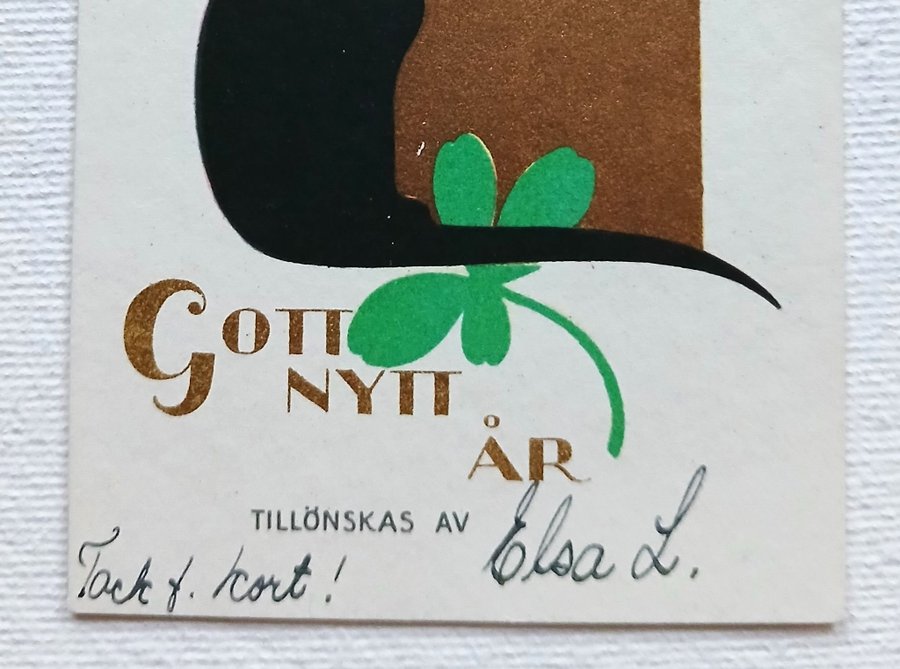 GOTT
NYTT
ÅR
TILLÖNSKAS AV Elsa L.
Tack f. kort!